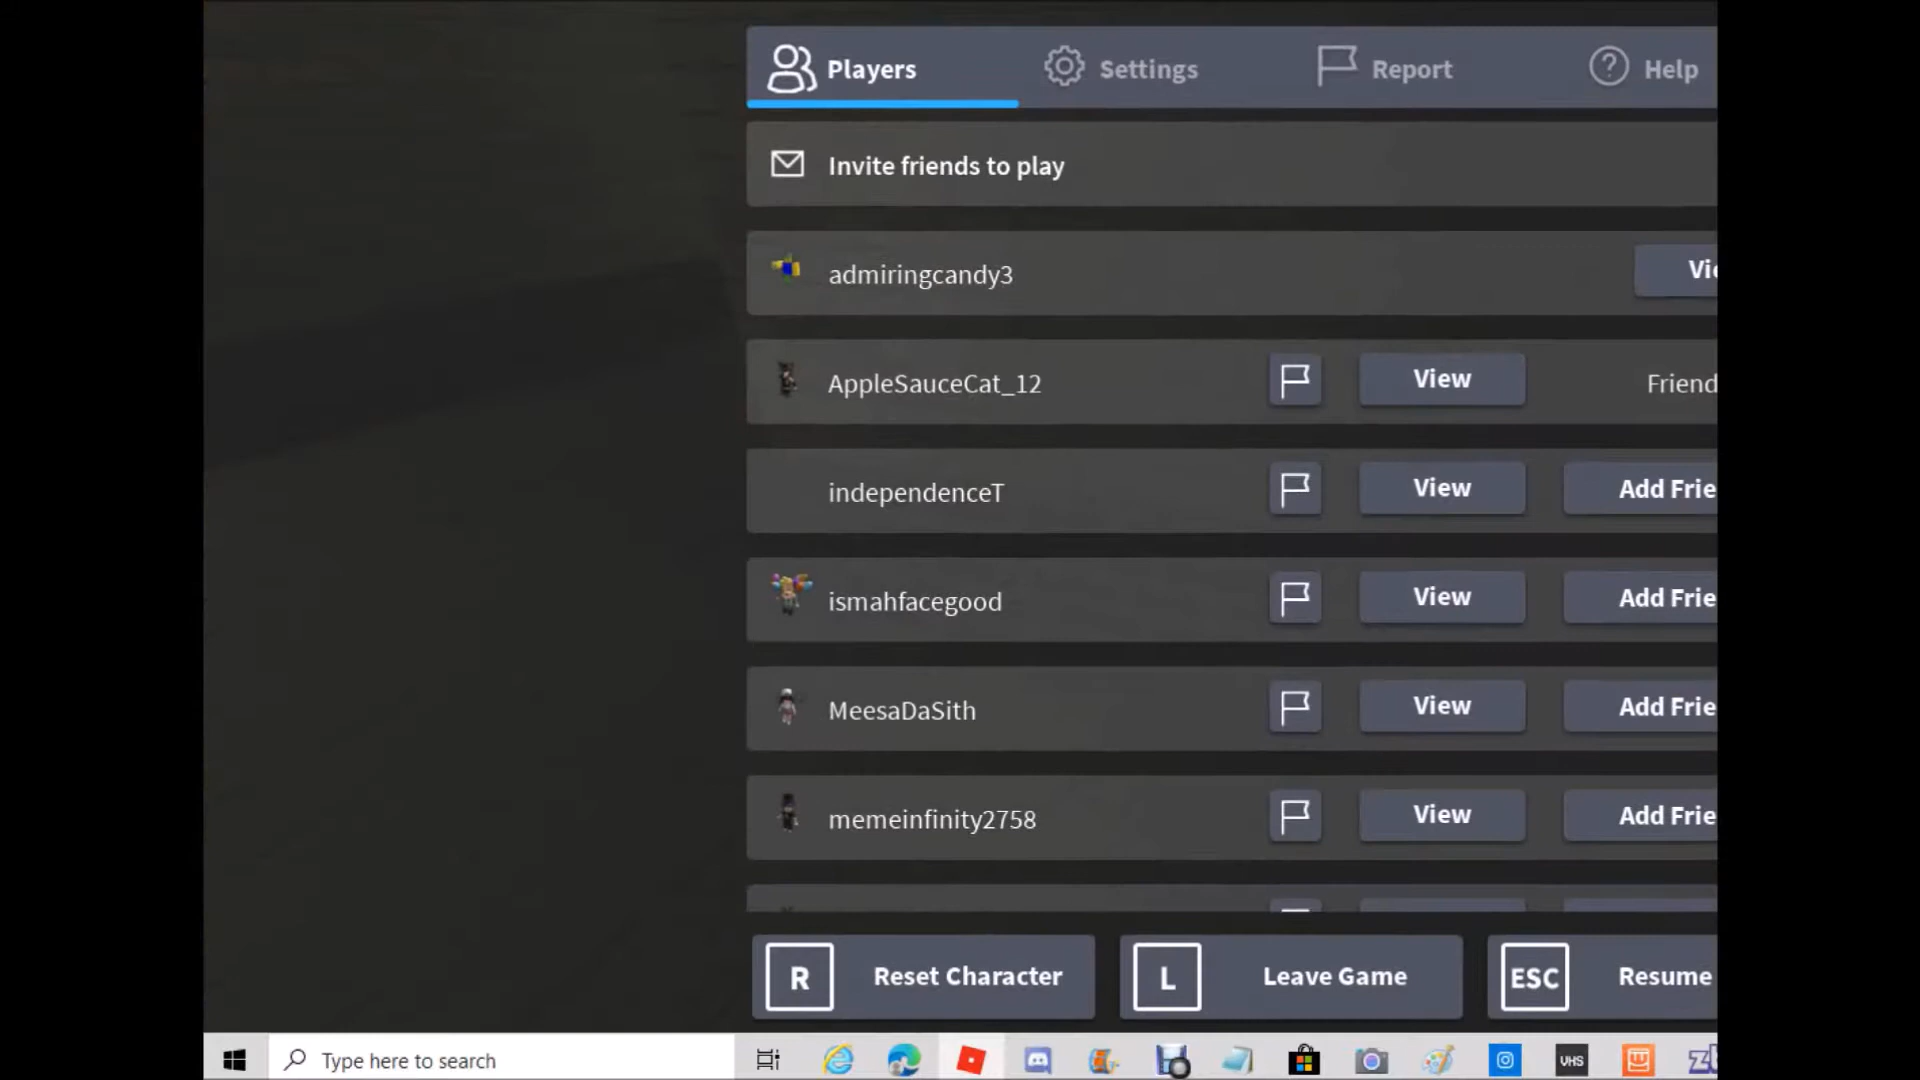 Players Settings Report Help
Invite friends to play
admiringcandy3
AppleSauceCat_12 View Friend
independenceT View Add Frie
ismahfacegood View Add Frie
MeesaDaSith View Add Frie
memeinfinity2758 View Add Frie
R Reset Character L Leave Game ESC Resume
Type here to search VHS